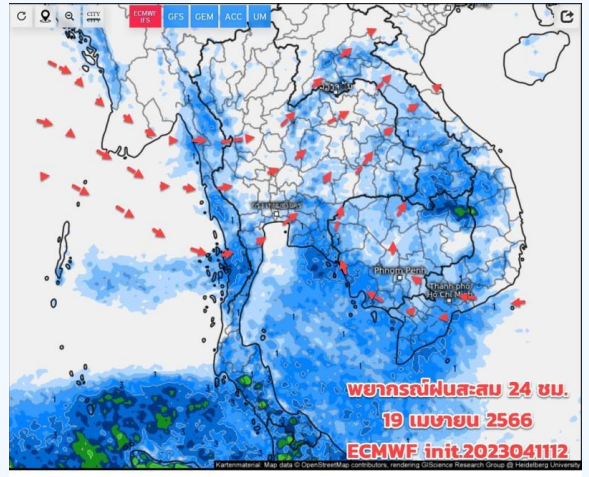 CITY
ECMWF
IFS
GFS
GEM
ACC
UM
Phnom Penh
Thành phố
Hồ Chí Minh
พยากรณ์ฝนสะสม 24 ชม.
19 เมษายน 2566
ECMWF init.2023041112
Kartenmaterial: Map data © OpenStreetMap contributors, rendering GIScience Research Group @ Heidelberg University